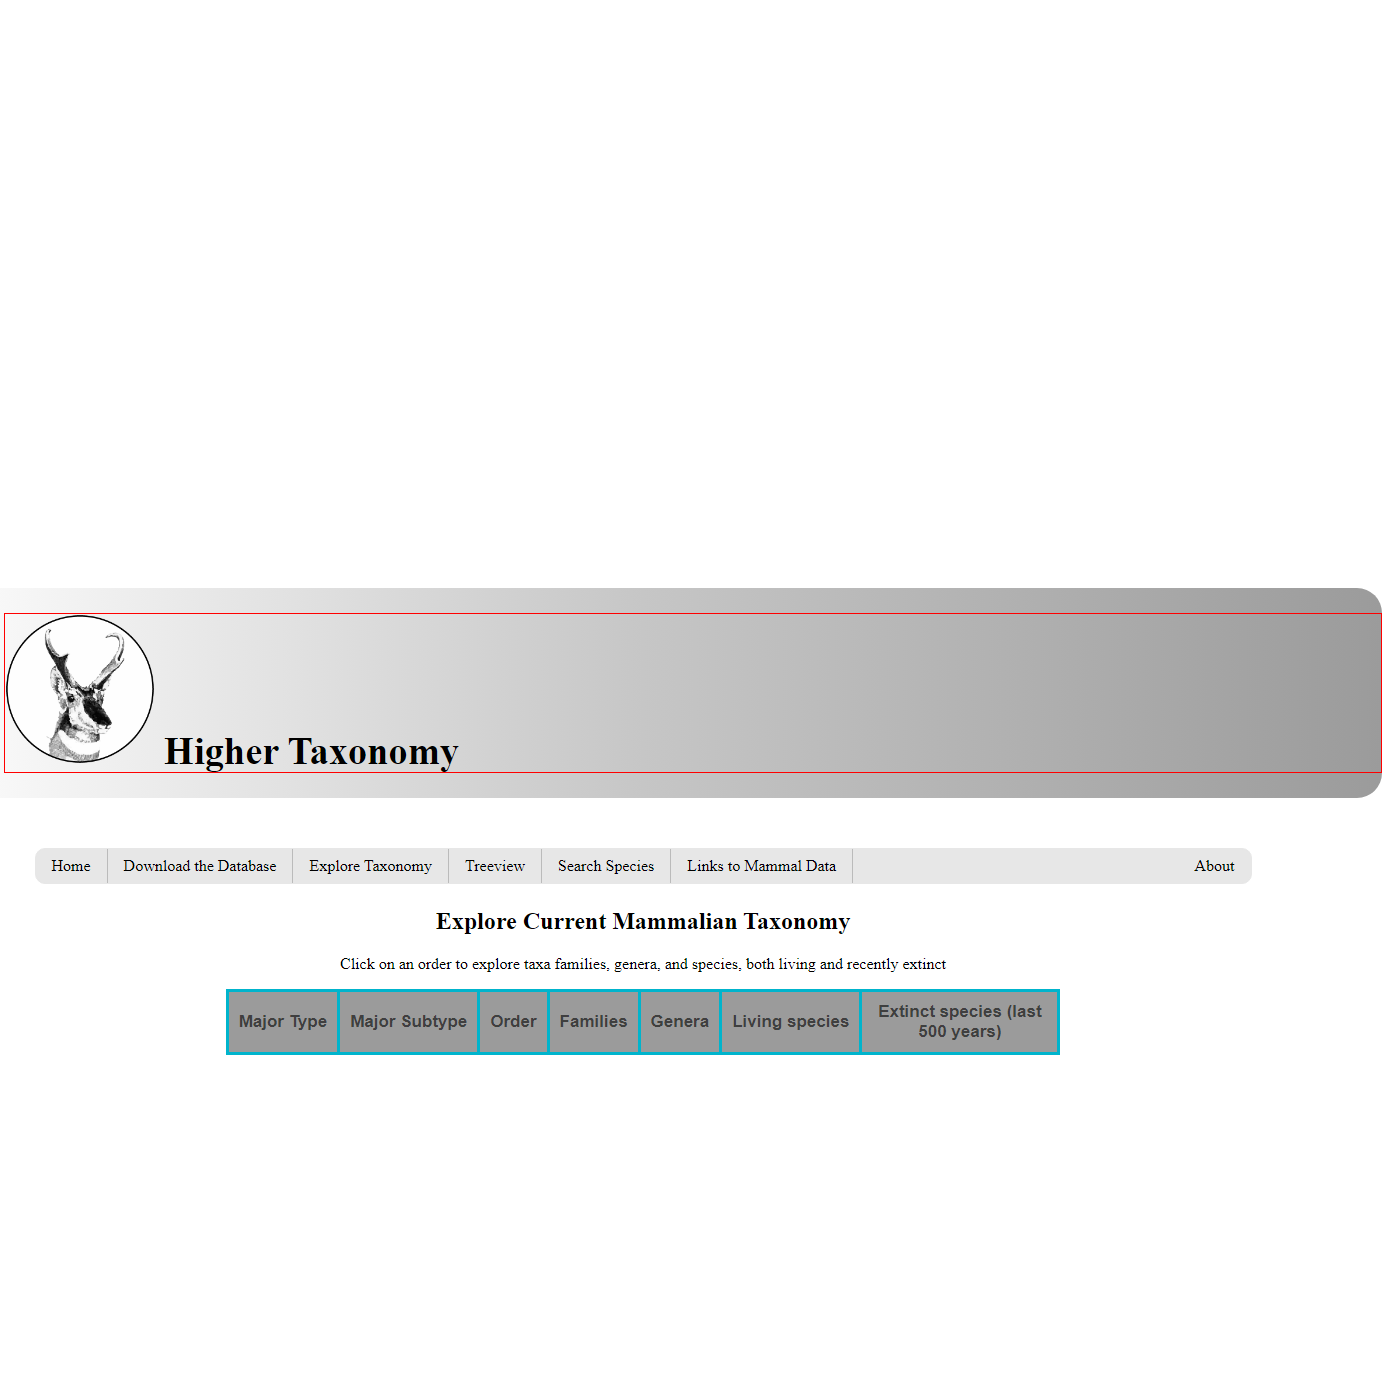 Higher Taxonomy
Home Download the Database Explore Taxonomy Treeview Search Species Links to Mammal Data About
Explore Current Mammalian Taxonomy
Click on an order to explore taxa families, genera, and species, both living and recently extinct
Major Type Major Subtype Order Families Genera Living species Extinct species (last
500 years)